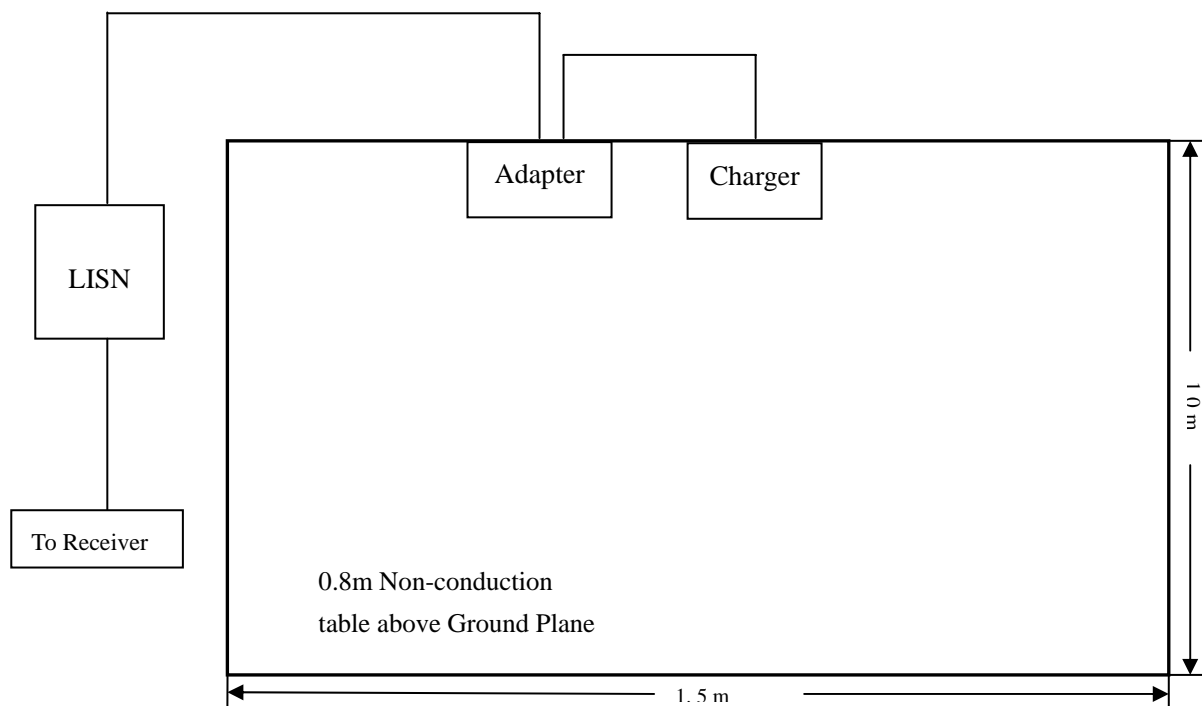 Adapter
Charger
LISN
To Receiver
0.8m Non-conduction
table above Ground Plane
1.5 m
1.0 m